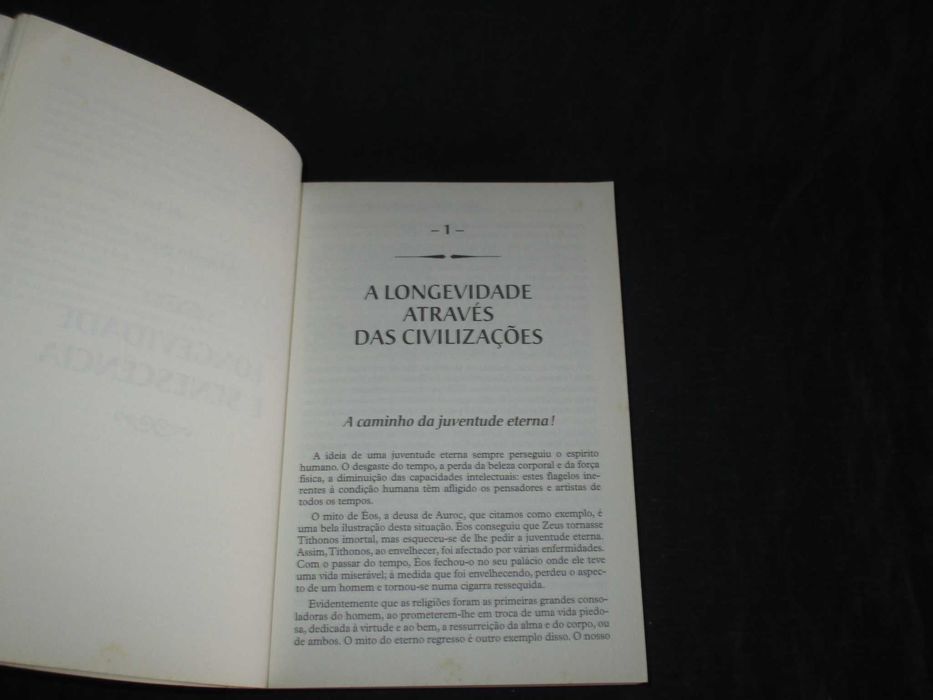 LONGEVIDADE
E SENESCÊNCIA
– 1 –
A LONGEVIDADE
ATRAVÉS
DAS CIVILIZAÇÕES
A caminho da juventude eterna!
A ideia de uma juventude eterna sempre perseguiu o espírito
humano. O desgaste do tempo, a perda da beleza corporal e da força
física, a diminuição das capacidades intelectuais: estes flagelos ine-
rentes à condição humana têm afligido os pensadores e artistas de
todos os tempos.
O mito de Éos, a deusa de Auroc, que citamos como exemplo, é
uma bela ilustração desta situação. Éos conseguiu que Zeus tornasse
Tithonos imortal, mas esqueceu-se de lhe pedir a juventude eterna.
Assim, Tithonos, ao envelhecer, foi afectado por várias enfermidades.
Com o passar do tempo, Éos fechou-o no seu palácio onde ele teve
uma vida miserável; à medida que foi envelhecendo, perdeu o aspec-
to de um homem e tornou-se numa cigarra ressequida.
Evidentemente que as religiões foram as primeiras grandes conso-
ladoras do homem, ao prometerem-lhe em troca de uma vida piedo-
sa, dedicada à virtude e ao bem, a ressurreição da alma e do corpo, ou
de ambos. O mito do eterno regresso é outro exemplo disso. O nosso